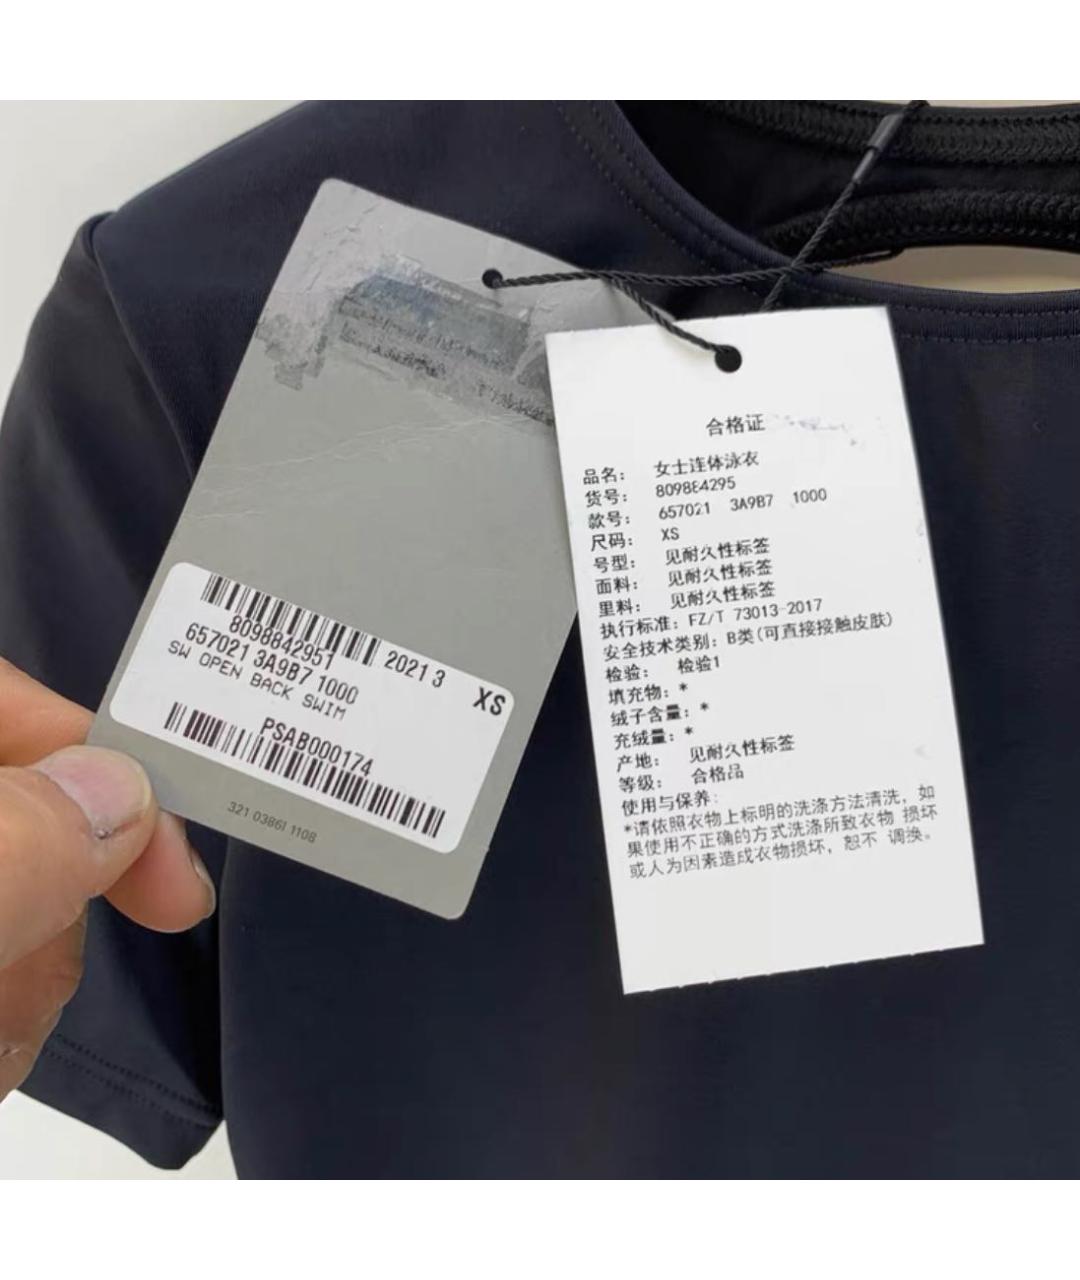 8098842951
657021 3A9B7 1000
2021 3
XS
SW OPEN BACK SWIM
PSAB000174
321 0386I 1108
合格证
品名： 女士连体泳衣
货号： 809884295
款号： 657021 3A9B7 1000
尺码： XS
号型： 见耐久性标签
面料： 见耐久性标签
里料： 见耐久性标签
执行标准：FZ/T 73013-2017
安全技术类别：B类(可直接接触皮肤)
检验： 检验1
填充物：*
绒子含量：*
充绒量：*
产地： 见耐久性标签
等级： 合格品
使用与保养：
*请依照衣物上标明的洗涤方法清洗，如
果使用不正确的方式洗涤所致衣物 损坏
或人为因素造成衣物损坏，恕不 调换。